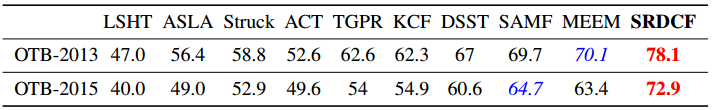 LSHT ASLA Struck ACT TGPR KCF DSST SAMF MEEM SRDCF
OTB-2013 47.0 56.4 58.8 52.6 62.6 62.3 67 69.7 70.1 78.1
OTB-2015 40.0 49.0 52.9 49.6 54 54.9 60.6 64.7 63.4 72.9